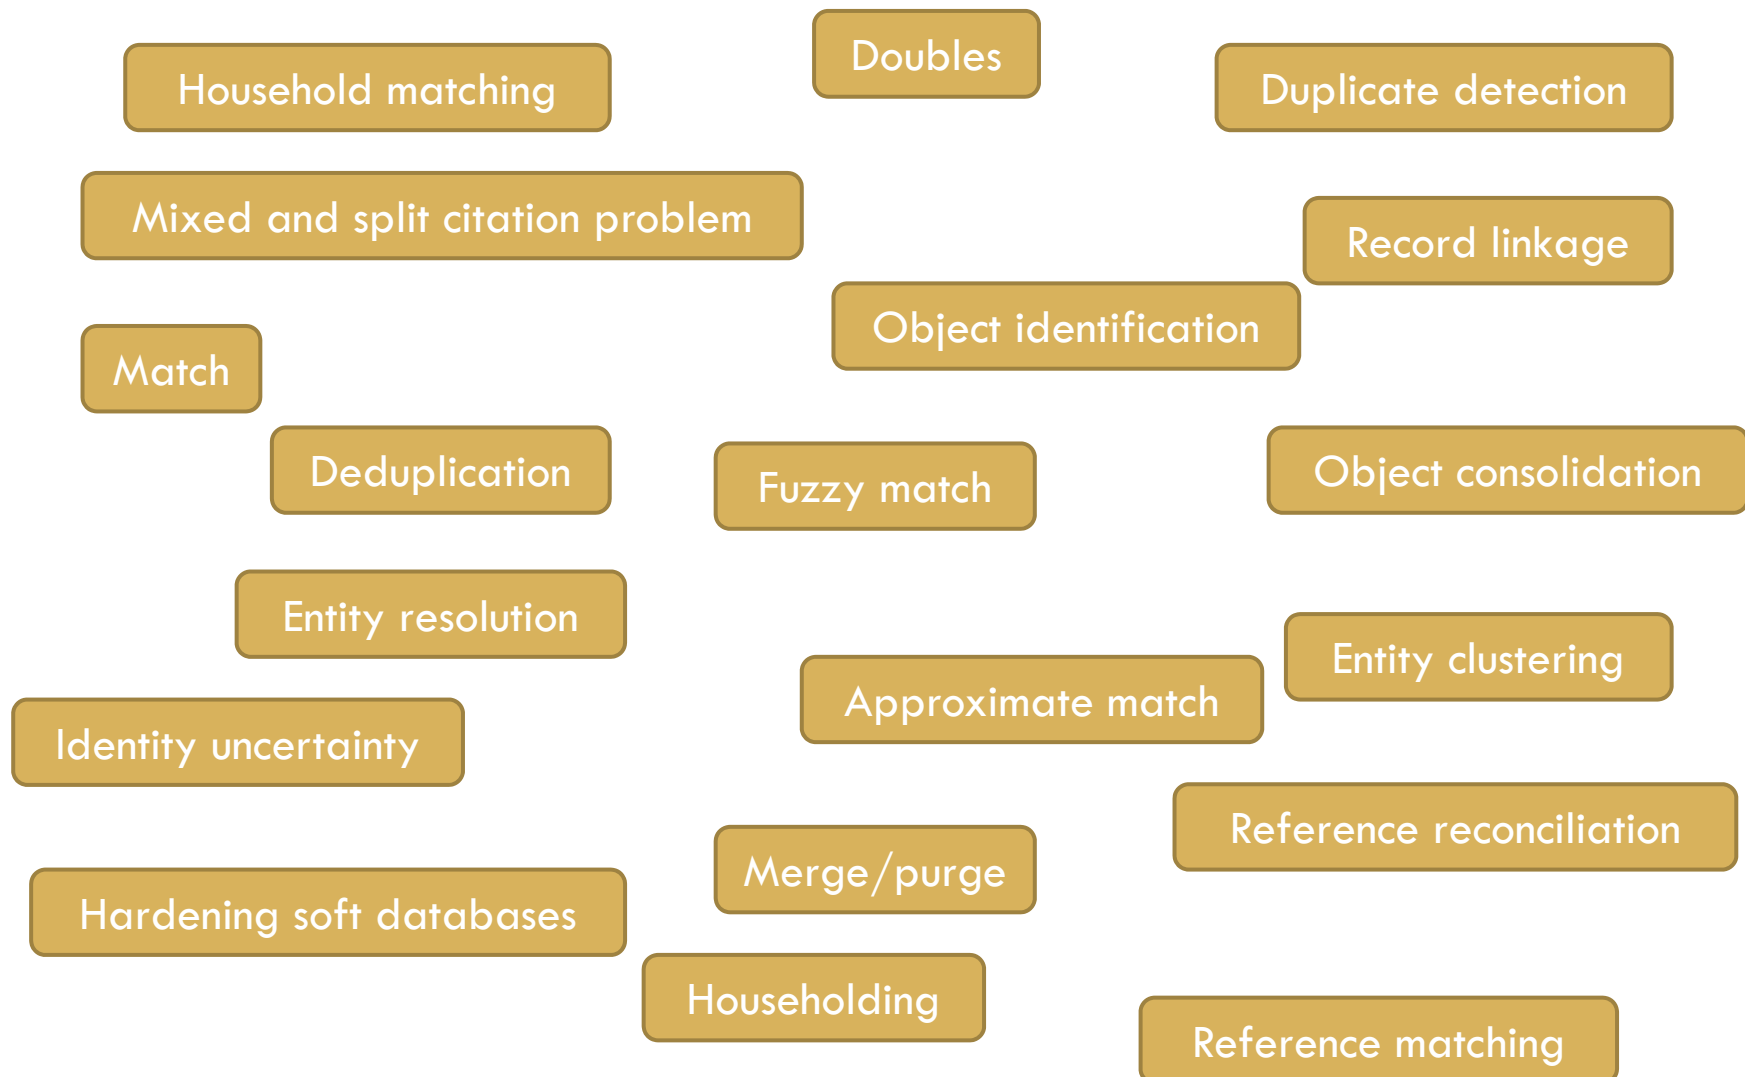 Doubles
Household matching
Duplicate detection
Mixed and split citation problem
Record linkage
Object identification
Match
Deduplication
Fuzzy match
Object consolidation
Entity resolution
Entity clustering
Approximate match
Identity uncertainty
Reference reconciliation
Merge/purge
Hardening soft databases
Householding
Reference matching